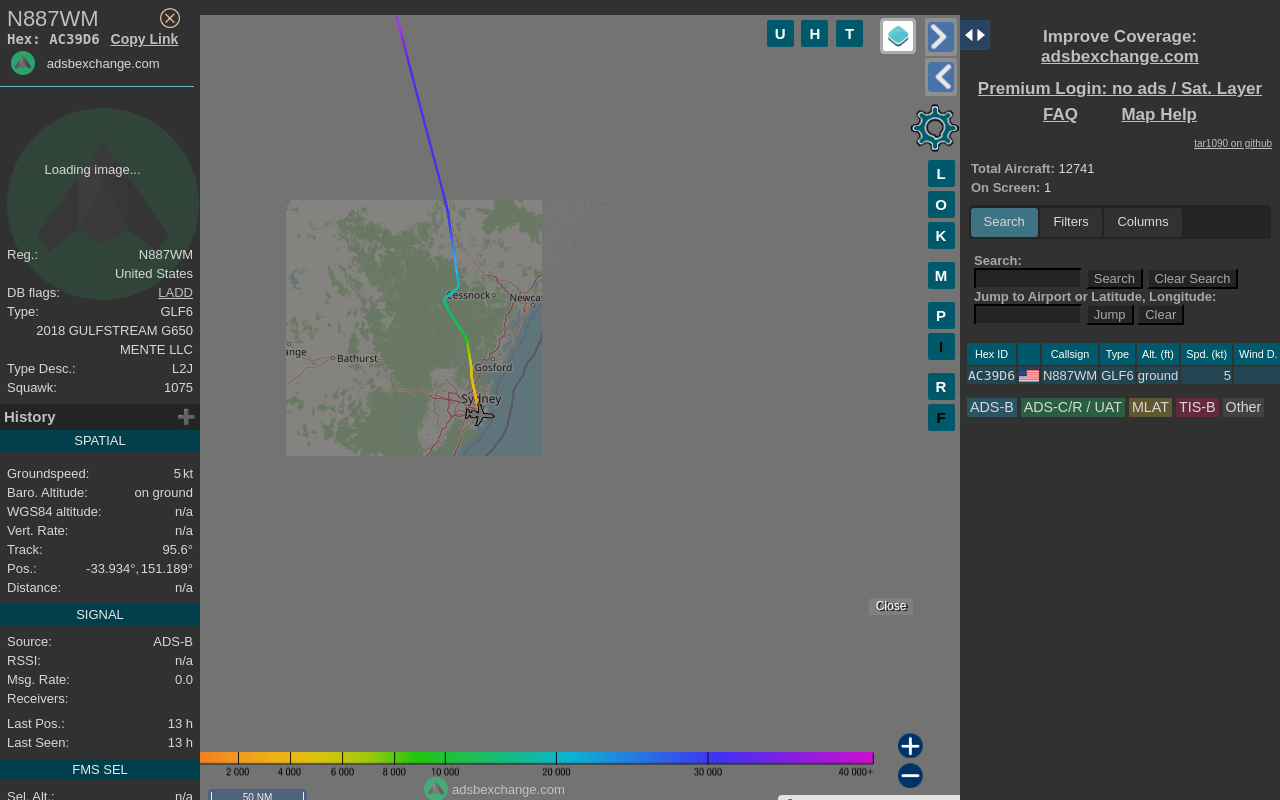 N887WM
Hex: AC39D6 Copy Link
adsbexchange.com
Loading image...
Reg.: N887WM
United States
DB flags: LADD
Type: GLF6
2018 GULFSTREAM G650
MENTE LLC
Type Desc.: L2J
Squawk: 1075
History
SPATIAL
Groundspeed: 5 kt
Baro. Altitude: on ground
WGS84 altitude: n/a
Vert. Rate: n/a
Track: 95.6°
Pos.: -33.934°, 151.189°
Distance: n/a
SIGNAL
Source: ADS-B
RSSI: n/a
Msg. Rate: 0.0
Receivers:
Last Pos.: 13 h
Last Seen: 13 h
FMS SEL
Sel. Alt.: n/a
U H T
L
O
K
M
P
I
R
F
Cessnock
Newcas
ange
Bathurst
Gosford
Sydney
Close
2 000 4 000 6 000 8 000 10 000 20 000 30 000 40 000+
adsbexchange.com
50 NM
Improve Coverage:
adsbexchange.com
Premium Login: no ads / Sat. Layer
FAQ Map Help
tar1090 on github
Total Aircraft: 12741
On Screen: 1
Search Filters Columns
Search:
Search Clear Search
Jump to Airport or Latitude, Longitude:
Jump Clear
Hex ID Callsign Type Alt. (ft) Spd. (kt) Wind D.
AC39D6 N887WM GLF6 ground 5
ADS-B ADS-C/R / UAT MLAT TIS-B Other